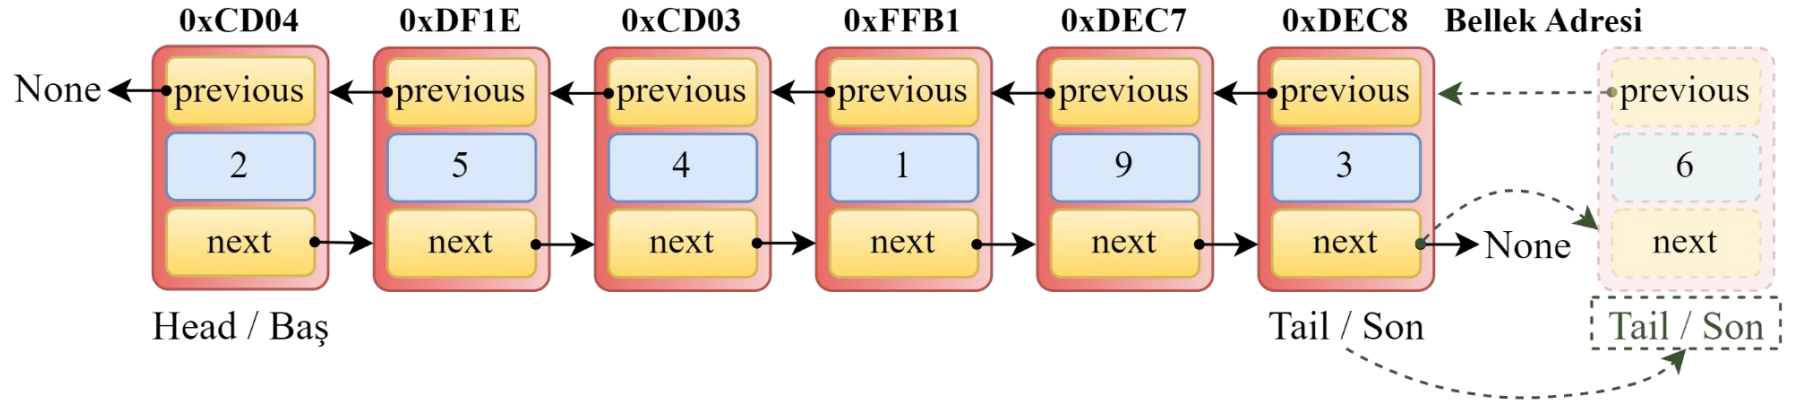 0xCD04 0xDF1E 0xCD03 0xFFB1 0xDEC7 0xDEC8 Bellek Adresi
None previous previous previous previous previous previous previous
2 5 4 1 9 3 6
next next next next next next None next
Head / Baş Tail / Son Tail / Son